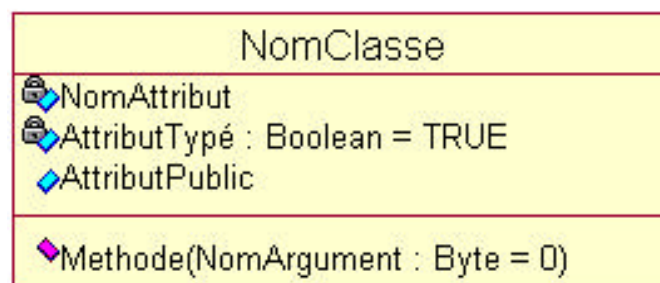 NomClasse
NomAttribut
AttributTypé : Boolean = TRUE
AttributPublic
Methode(NomArgument : Byte = 0)